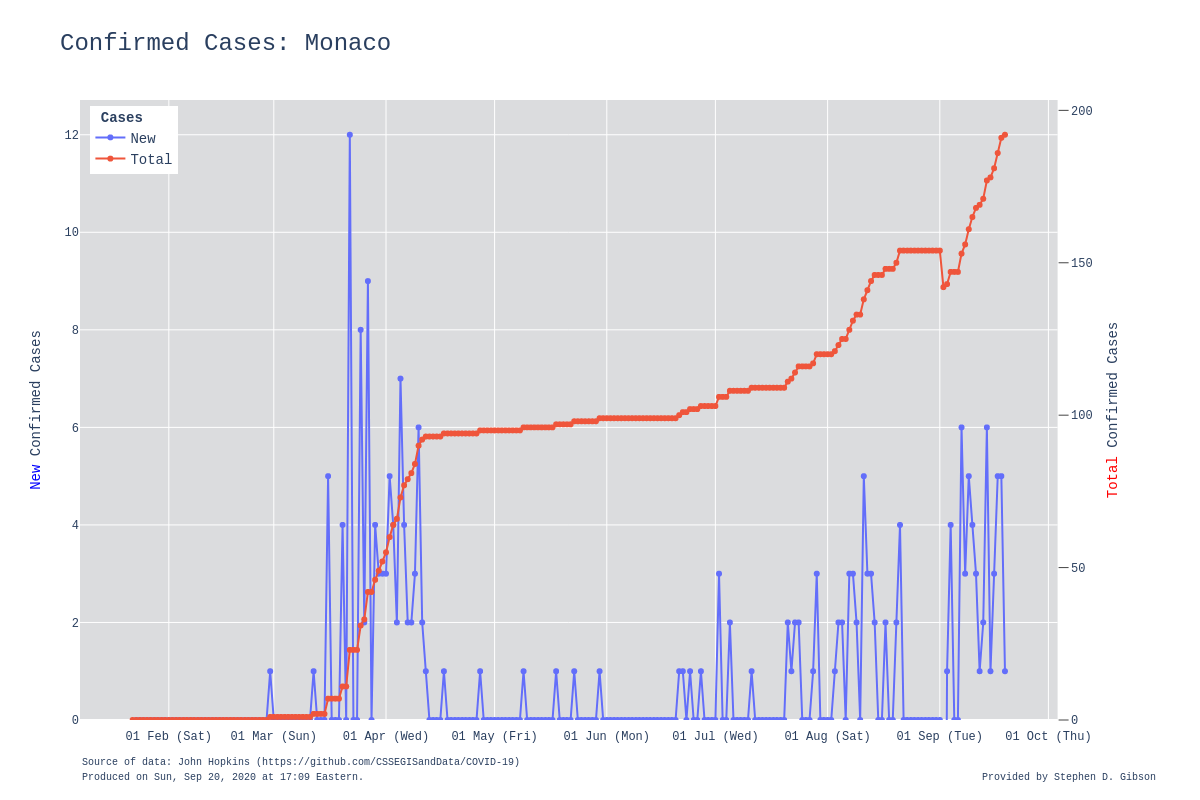 Confirmed Cases: Monaco
Cases
New
Total
12
10
8
6
4
2
0
200
150
100
50
0
New Confirmed Cases
Total Confirmed Cases
01 Feb (Sat)
01 Mar (Sun)
01 Apr (Wed)
01 May (Fri)
01 Jun (Mon)
01 Jul (Wed)
01 Aug (Sat)
01 Sep (Tue)
01 Oct (Thu)
Source of data: John Hopkins (https://github.com/CSSEGISandData/COVID-19)
Produced on Sun, Sep 20, 2020 at 17:09 Eastern.
Provided by Stephen D. Gibson